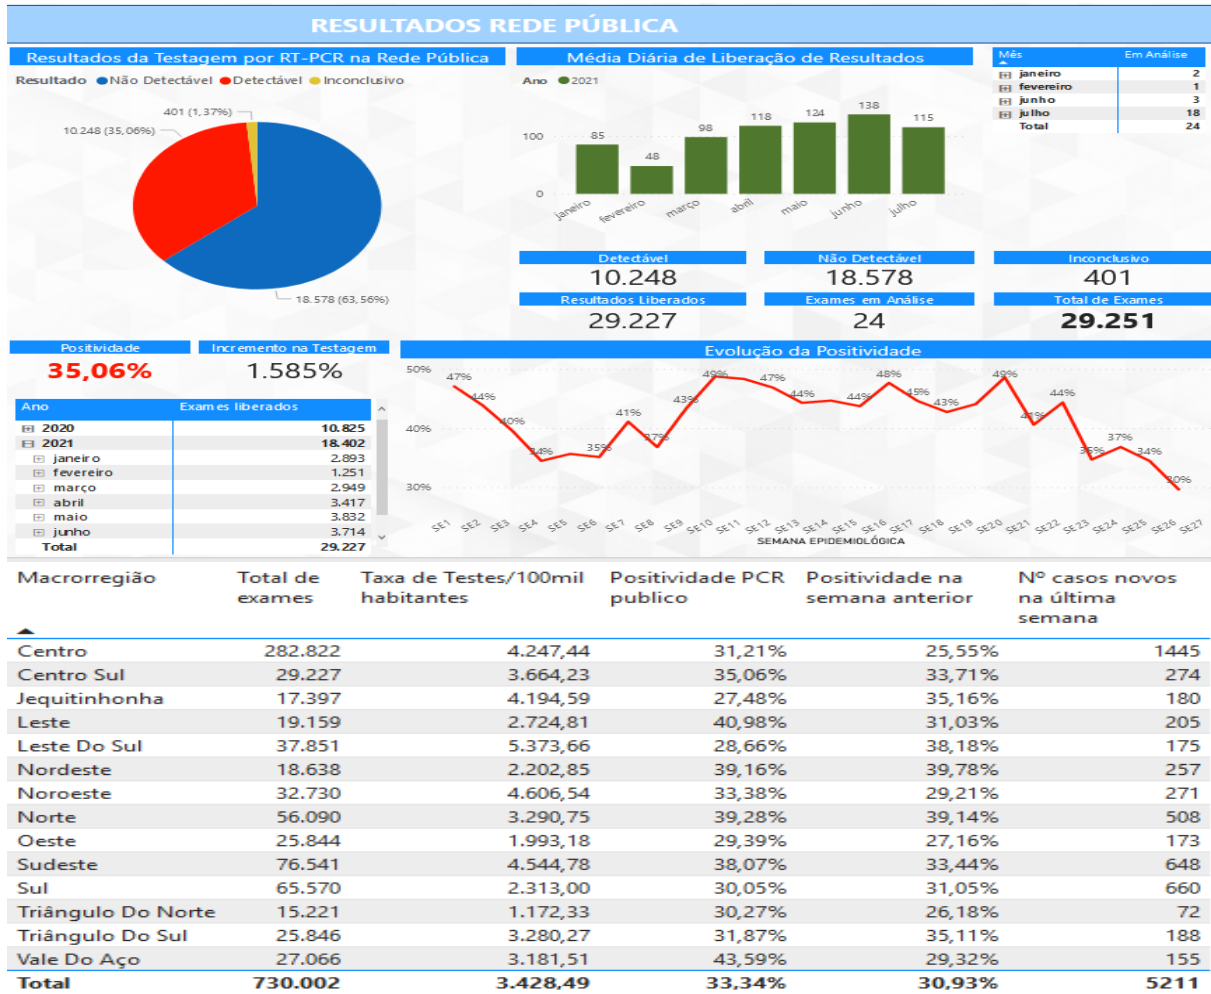 RESULTADOS REDE PÚBLICA
Resultados da Testagem por RT-PCR na Rede Pública
Resultado Não Detectável Detectável Inconclusivo
401 (1,37%)
10.248 (35,06%)
18.578 (63,56%)
Média Diária de Liberação de Resultados
Ano 2021
138
124
118
115
98
85
48
100
0
janeiro fevereiro março abril maio junho julho
Mês Em Análise
janeiro 2
fevereiro 1
junho 3
julho 18
Total 24
Detectável Não Detectável Inconclusivo
10.248 18.578 401
Resultados Liberados Exames em Análise Total de Exames
29.227 24 29.251
Positividade Incremento na Testagem
35,06% 1.585%
Ano Exames liberados
2020 10.825
2021 18.402
janeiro 2.893
fevereiro 1.251
março 2.949
abril 3.417
maio 3.832
junho 3.714
Total 29.227
Evolução da Positividade
50%
40%
30%
47% 44% 40% 34% 35% 41% 37% 43% 49% 47% 44% 44% 48% 45% 43% 49% 41% 44% 35% 37% 34% 30%
SE1 SE2 SE3 SE4 SE5 SE6 SE7 SE8 SE9 SE10 SE11 SE12 SE13 SE14 SE15 SE16 SE17 SE18 SE19 SE20 SE21 SE22 SE23 SE24 SE25 SE26 SE27
SEMANA EPIDEMIOLÓGICA
Macrorregião Total de Taxa de Testes/100mil Positividade PCR Positividade na Nº casos novos
exames habitantes publico semana anterior na última
semana
Centro 282.822 4.247,44 31,21% 25,55% 1445
Centro Sul 29.227 3.664,23 35,06% 33,71% 274
Jequitinhonha 17.397 4.194,59 27,48% 35,16% 180
Leste 19.159 2.724,81 40,98% 31,03% 205
Leste Do Sul 37.851 5.373,66 28,66% 38,18% 175
Nordeste 18.638 2.202,85 39,16% 39,78% 257
Noroeste 32.730 4.606,54 33,38% 29,21% 271
Norte 56.090 3.290,75 39,28% 39,14% 508
Oeste 25.844 1.993,18 29,39% 27,16% 173
Sudeste 76.541 4.544,78 38,07% 33,44% 648
Sul 65.570 2.313,00 30,05% 31,05% 660
Triângulo Do Norte 15.221 1.172,33 30,27% 26,18% 72
Triângulo Do Sul 25.846 3.280,27 31,87% 35,11% 188
Vale Do Aço 27.066 3.181,51 43,59% 29,32% 155
Total 730.002 3.428,49 33,34% 30,93% 5211